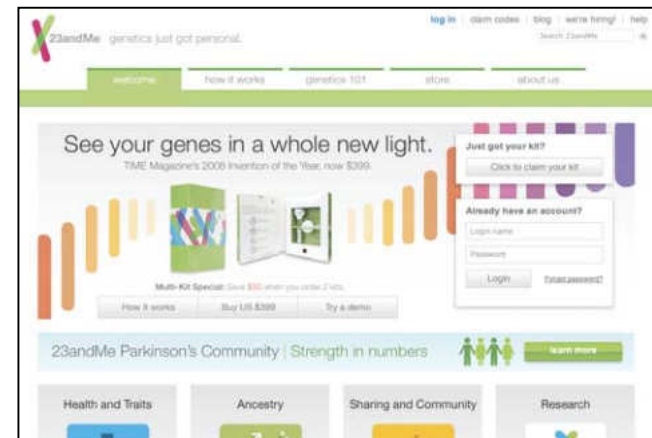 log in | claim codes | blog | we're hiring! | help
23andMe genetics just got personal.
Search 23andMe
welcome
how it works
genetics 101
store
about us
See your genes in a whole new light.
TIME Magazine's 2008 Invention of the Year, now $399.
Just got your kit?
Click to claim your kit
Already have an account?
Login name
Password
Login
Forgot password?
Multi-Kit Special: Save $50 when you order 2 kits.
How it works
Buy US $399
Try a demo
23andMe Parkinson's Community | Strength in numbers
learn more
Health and Traits
Ancestry
Sharing and Community
Research